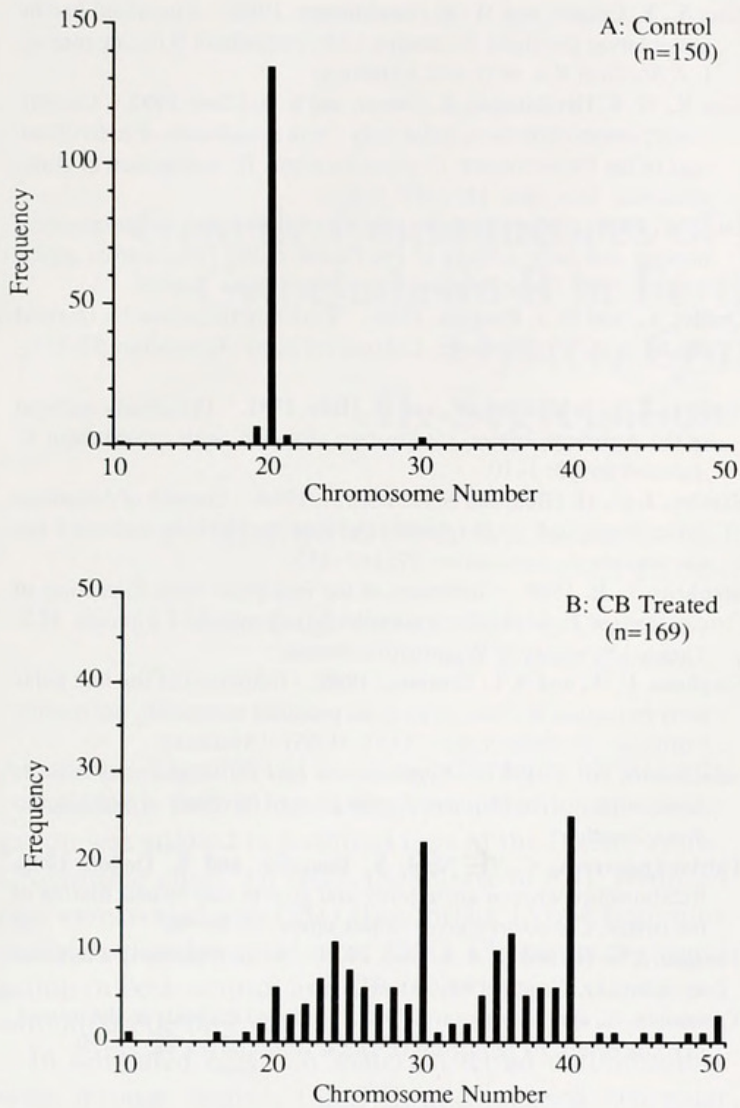 150
100
50
0
Frequency
A: Control
(n=150)
10 20 30 40 50
Chromosome Number
50
40
30
20
10
0
Frequency
B: CB Treated
(n=169)
10 20 30 40 50
Chromosome Number